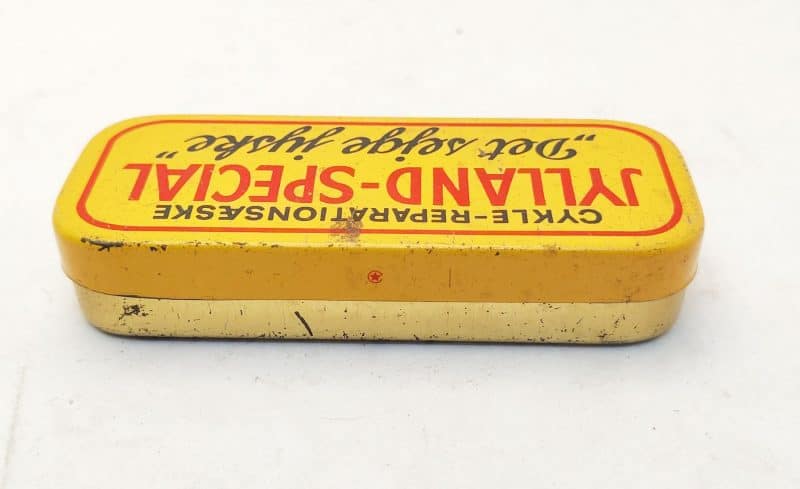 CYKLE-REPARATIONSÆSKE
JYLLAND-SPECIAL
„Det sejge jyske”